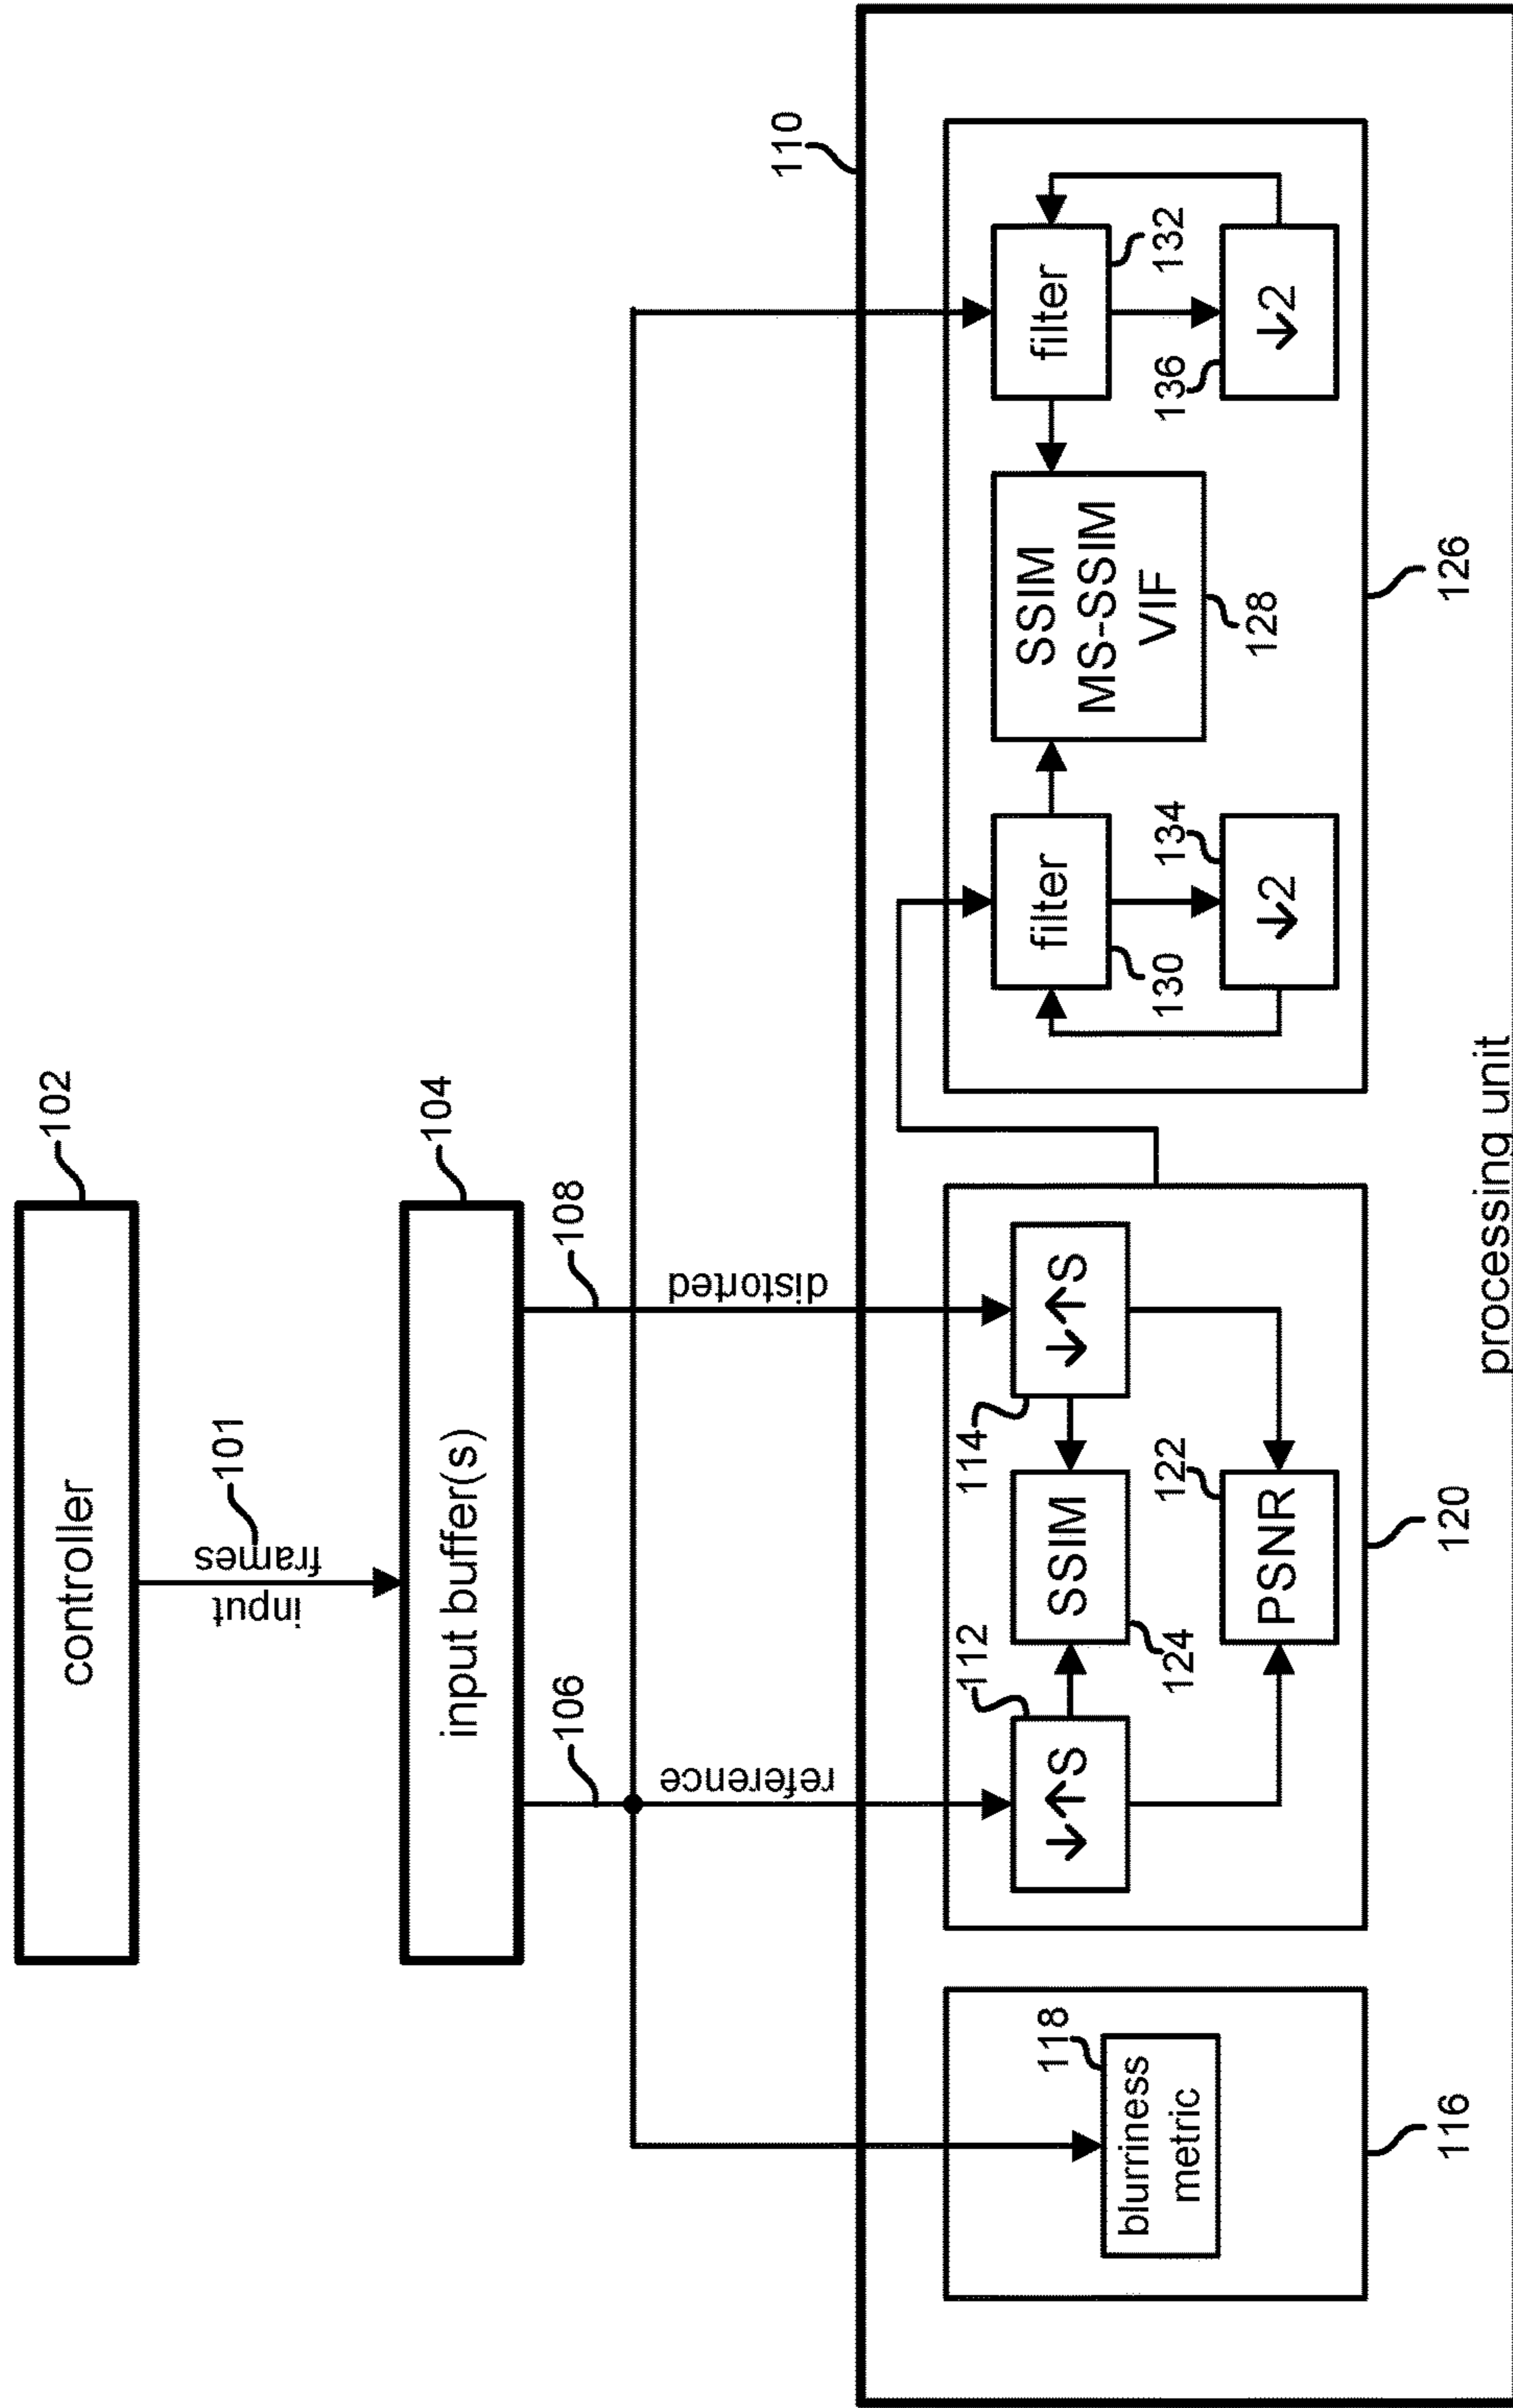 controller
102
input
frames
101
input buffer(s)
104
106
108
reference
distorted
110
118
blurriness
metric
116
112
↓↑S
114
↓↑S
SSIM
124
122
PSNR
120
filter
130
134
↓2
SSIM
MS-SSIM
VIF
128
filter
132
136
↓2
126
processing unit